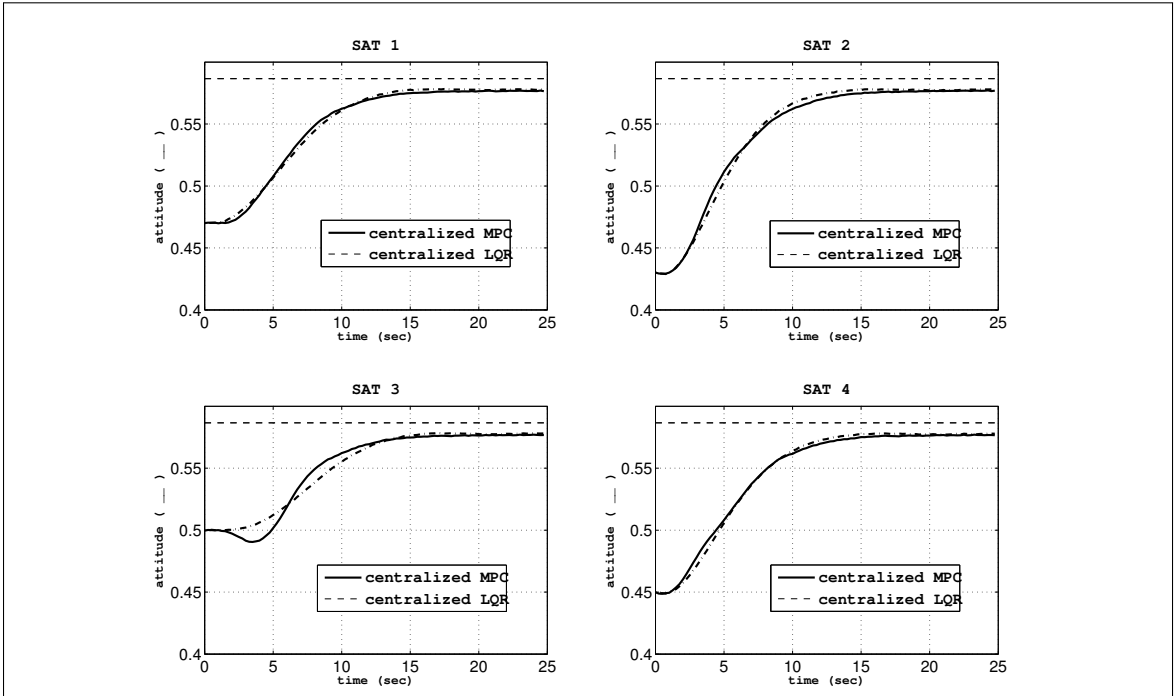 SAT 1
attitude ( __ )
0.55
0.5
0.45
0.4
centralized MPC
centralized LQR
0 5 10 15 20 25
time (sec)
SAT 2
attitude ( __ )
0.55
0.5
0.45
0.4
centralized MPC
centralized LQR
0 5 10 15 20 25
time (sec)
SAT 3
attitude ( __ )
0.55
0.5
0.45
0.4
centralized MPC
centralized LQR
0 5 10 15 20 25
time (sec)
SAT 4
attitude ( __ )
0.55
0.5
0.45
0.4
centralized MPC
centralized LQR
0 5 10 15 20 25
time (sec)